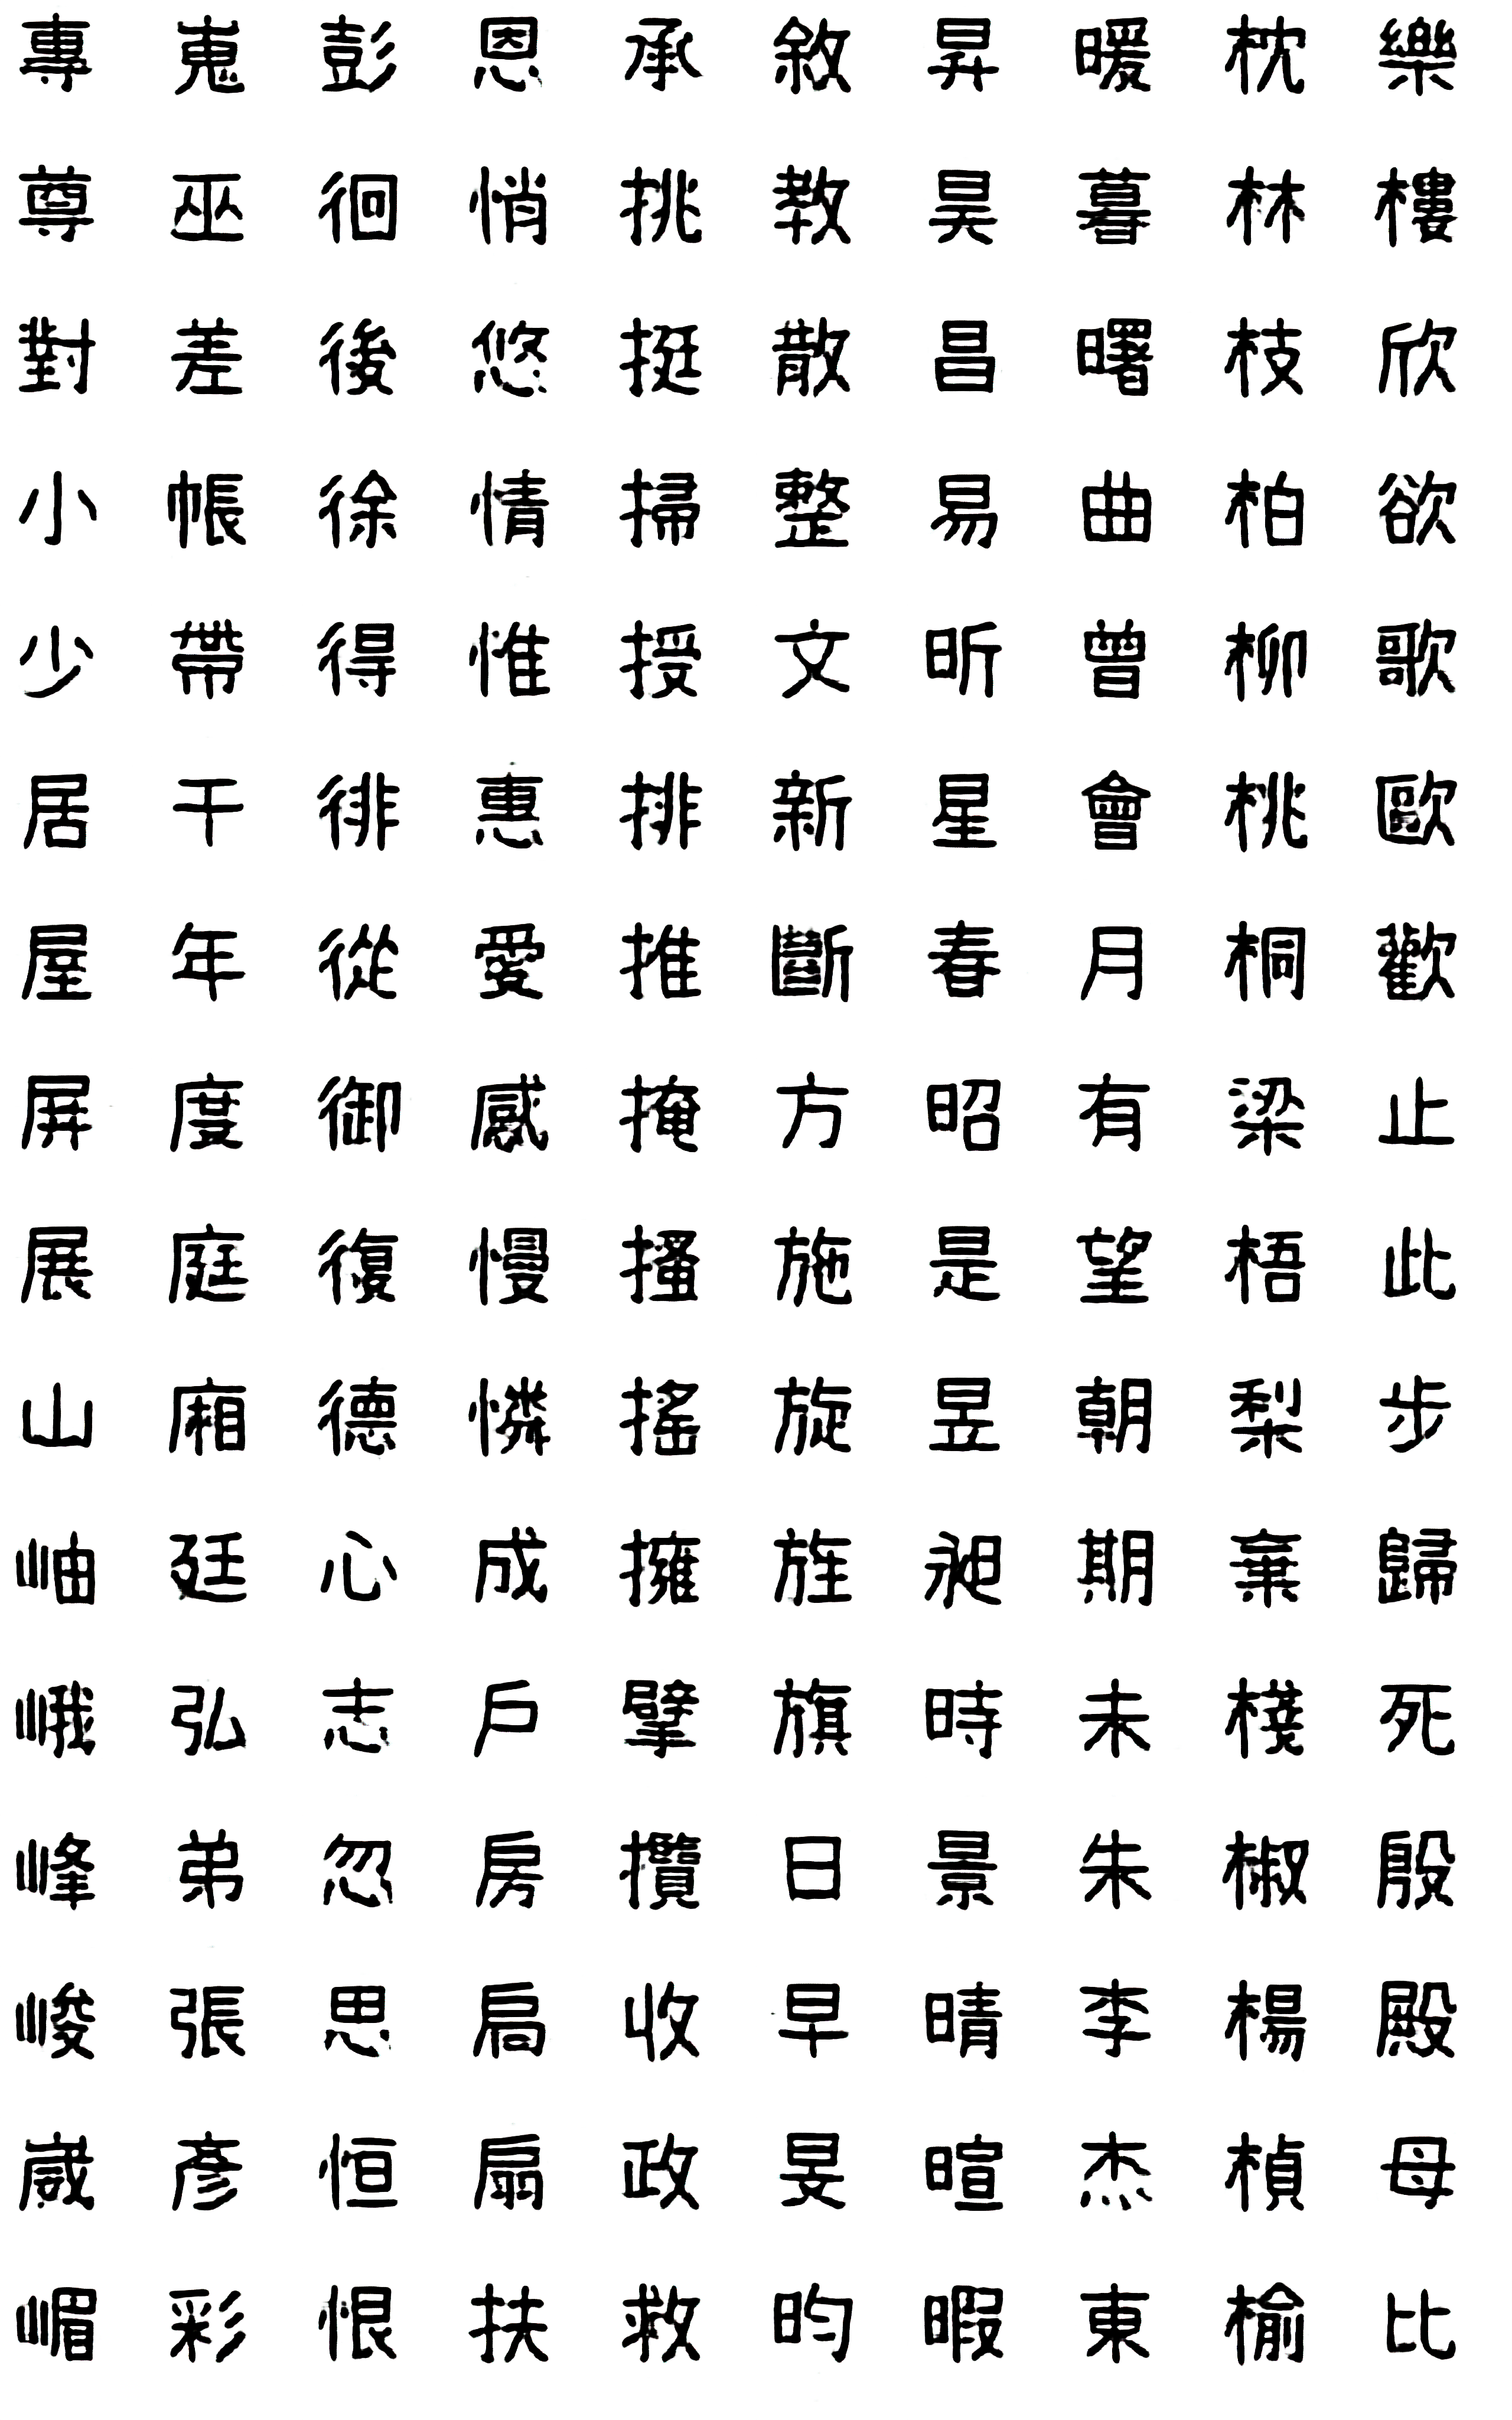 專尊對小少居屋屏展山岫峨峰峻崴嵋
嵬巫差帳帶干年度庭廂廷弘弟張彥彩
彭徊後徐得徘從御復德心志忽思恒恨
恩悄悠情惟惠愛感慢憐成戶房扃扇扶
承挑挺掃授排推掩搔搖擁擘攢收政救
敘教散整文新斷方施旋旌旗日早旻昀
昇昊昌易昕星春昭是昱昶時景晴暄暇
暖暮曙曲曾會月有望朝期未朱李杰東
枕林枝柏柳桃桐梁梧梨棄棧椒楊楨榆
樂樓欣欲歌歐歡止此步歸死殷殿母比